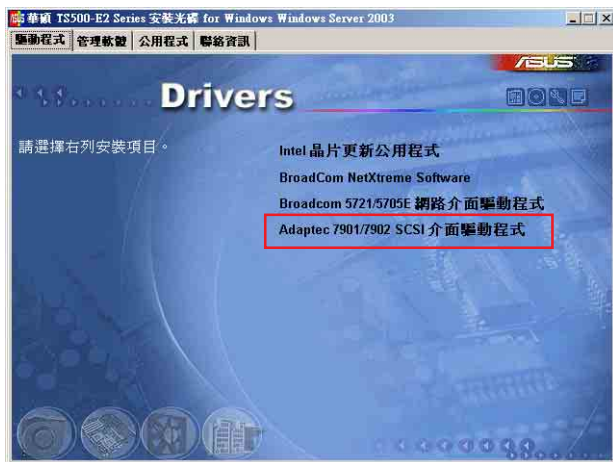 華碩 TS500-E2 Series 安裝光碟 for Windows Windows Server 2003
驅動程式 管理軟體 公用程式 聯絡資訊
ASUS
Drivers
請選擇右列安裝項目。
Intel 晶片更新公用程式
BroadCom NetXtreme Software
Broadcom 5721/5705E 網路介面驅動程式
Adaptec 7901/7902 SCSI 介面驅動程式